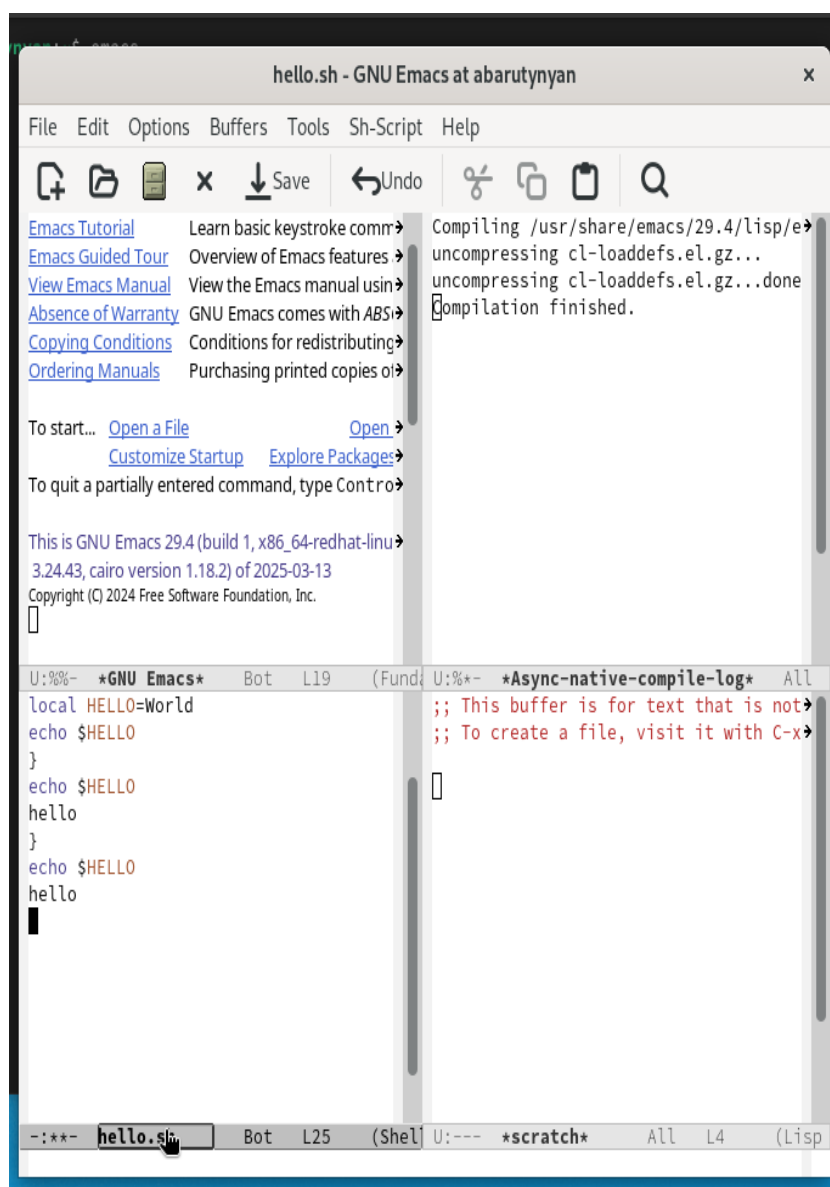 hello.sh - GNU Emacs at abarutynyan
File Edit Options Buffers Tools Sh-Script Help
Save Undo
Emacs Tutorial Learn basic keystroke comm
Emacs Guided Tour Overview of Emacs features
View Emacs Manual View the Emacs manual usin
Absence of Warranty GNU Emacs comes with ABS
Copying Conditions Conditions for redistributing
Ordering Manuals Purchasing printed copies of
To start... Open a File Open
Customize Startup Explore Packages
To quit a partially entered command, type Contro
This is GNU Emacs 29.4 (build 1, x86_64-redhat-linu
3.24.43, cairo version 1.18.2) of 2025-03-13
Copyright (C) 2024 Free Software Foundation, Inc.
U:%%- *GNU Emacs* Bot L19 (Funda
Compiling /usr/share/emacs/29.4/lisp/e
uncompressing cl-loaddefs.el.gz...
uncompressing cl-loaddefs.el.gz...done
Compilation finished.
U:%*- *Async-native-compile-log* All
local HELLO=World
echo $HELLO
}
echo $HELLO
hello
}
echo $HELLO
hello
-:**- hello.sh Bot L25 (Shell
;; This buffer is for text that is not
;; To create a file, visit it with C-x
U:--- *scratch* All L4 (Lisp